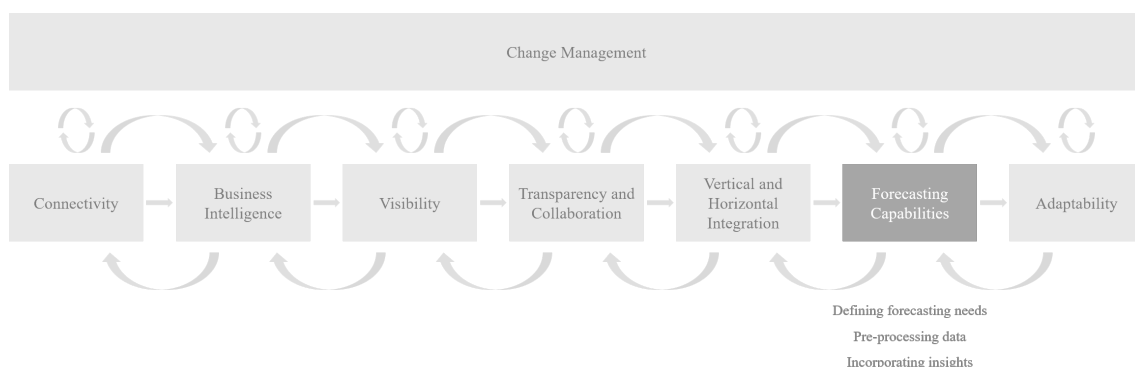 Change Management
Connectivity
Business
Intelligence
Visibility
Transparency and
Collaboration
Vertical and
Horizontal
Integration
Forecasting
Capabilities
Adaptability
Defining forecasting needs
Pre-processing data
Incorporating insights